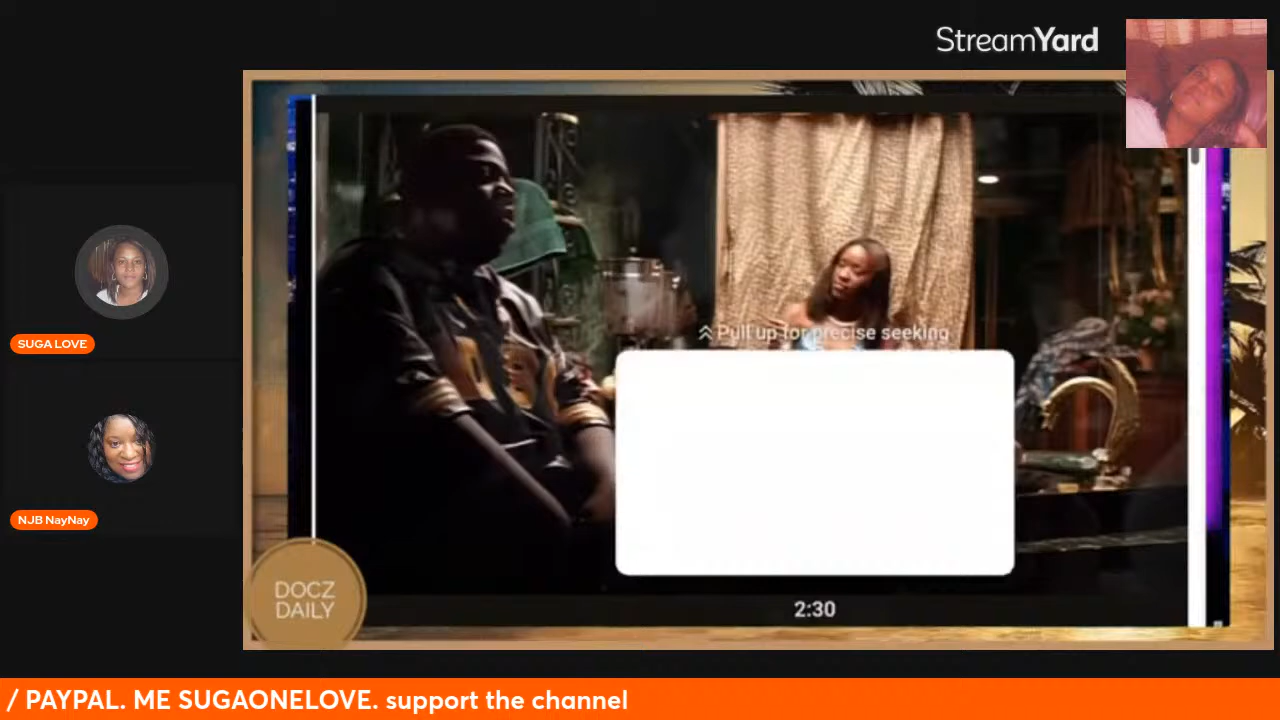 StreamYard
Pull up for precise seeking
SUGA LOVE
NJB NayNay
DOCZ
DAILY
2:30
/ PAYPAL. ME SUGAONELOVE. support the channel